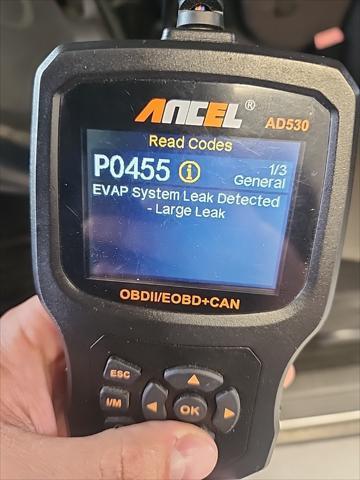 ANCEL®
AD530
Read Codes
P0455 1/3
General
EVAP System Leak Detected
- Large Leak
OBDII/EOBD+CAN
ESC
I/M
OK